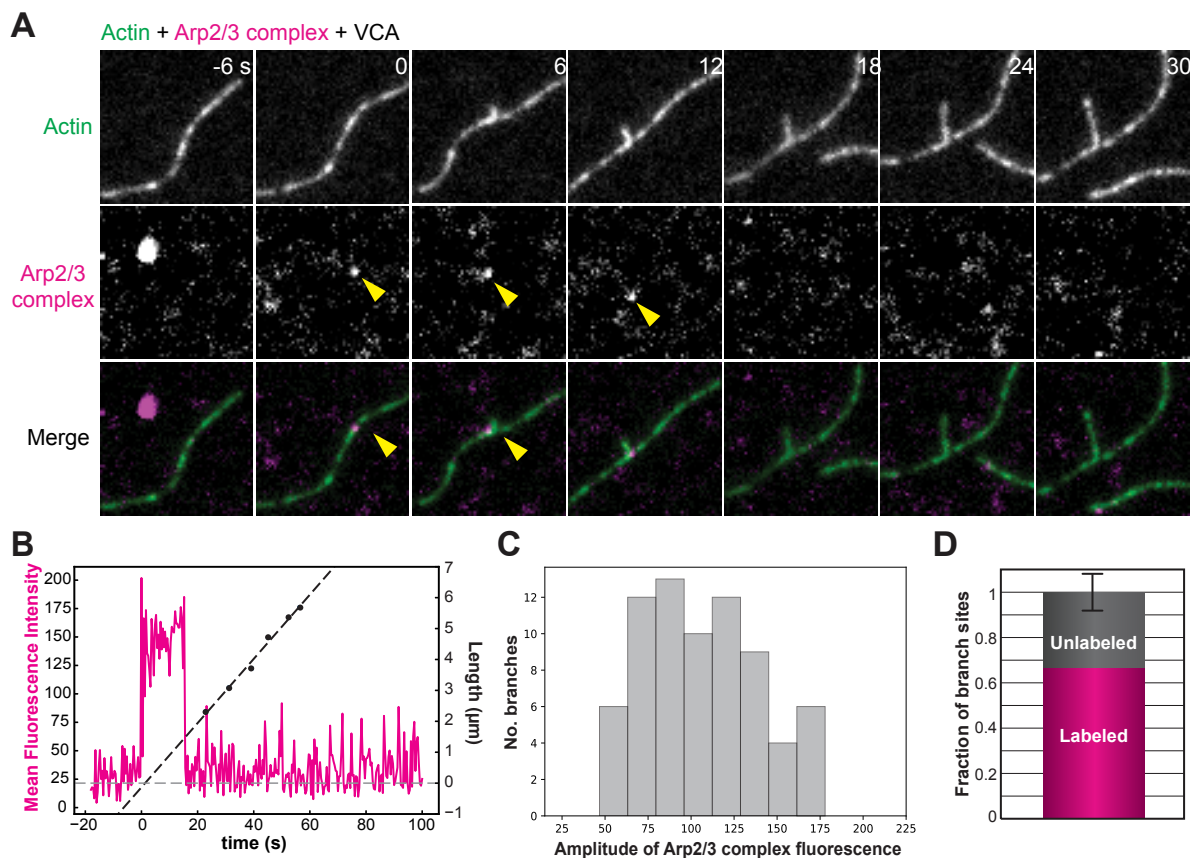 A
Actin + Arp2/3 complex + VCA
-6 s 0 6 12 18 24 30
Actin
Arp2/3
complex
Merge
B
Mean Fluorescence Intensity
200
175
150
125
100
75
50
25
0
−20 0 20 40 60 80 100
time (s)
7
6
5
4
3
2
1
0
−1
Length (μm)
C
No. branches
12
10
8
6
4
2
0
25 50 75 100 125 150 175 200 225
Amplitude of Arp2/3 complex fluorescence
D
Fraction of branch sites
1
0.8
0.6
0.4
0.2
0
Unlabeled
Labeled